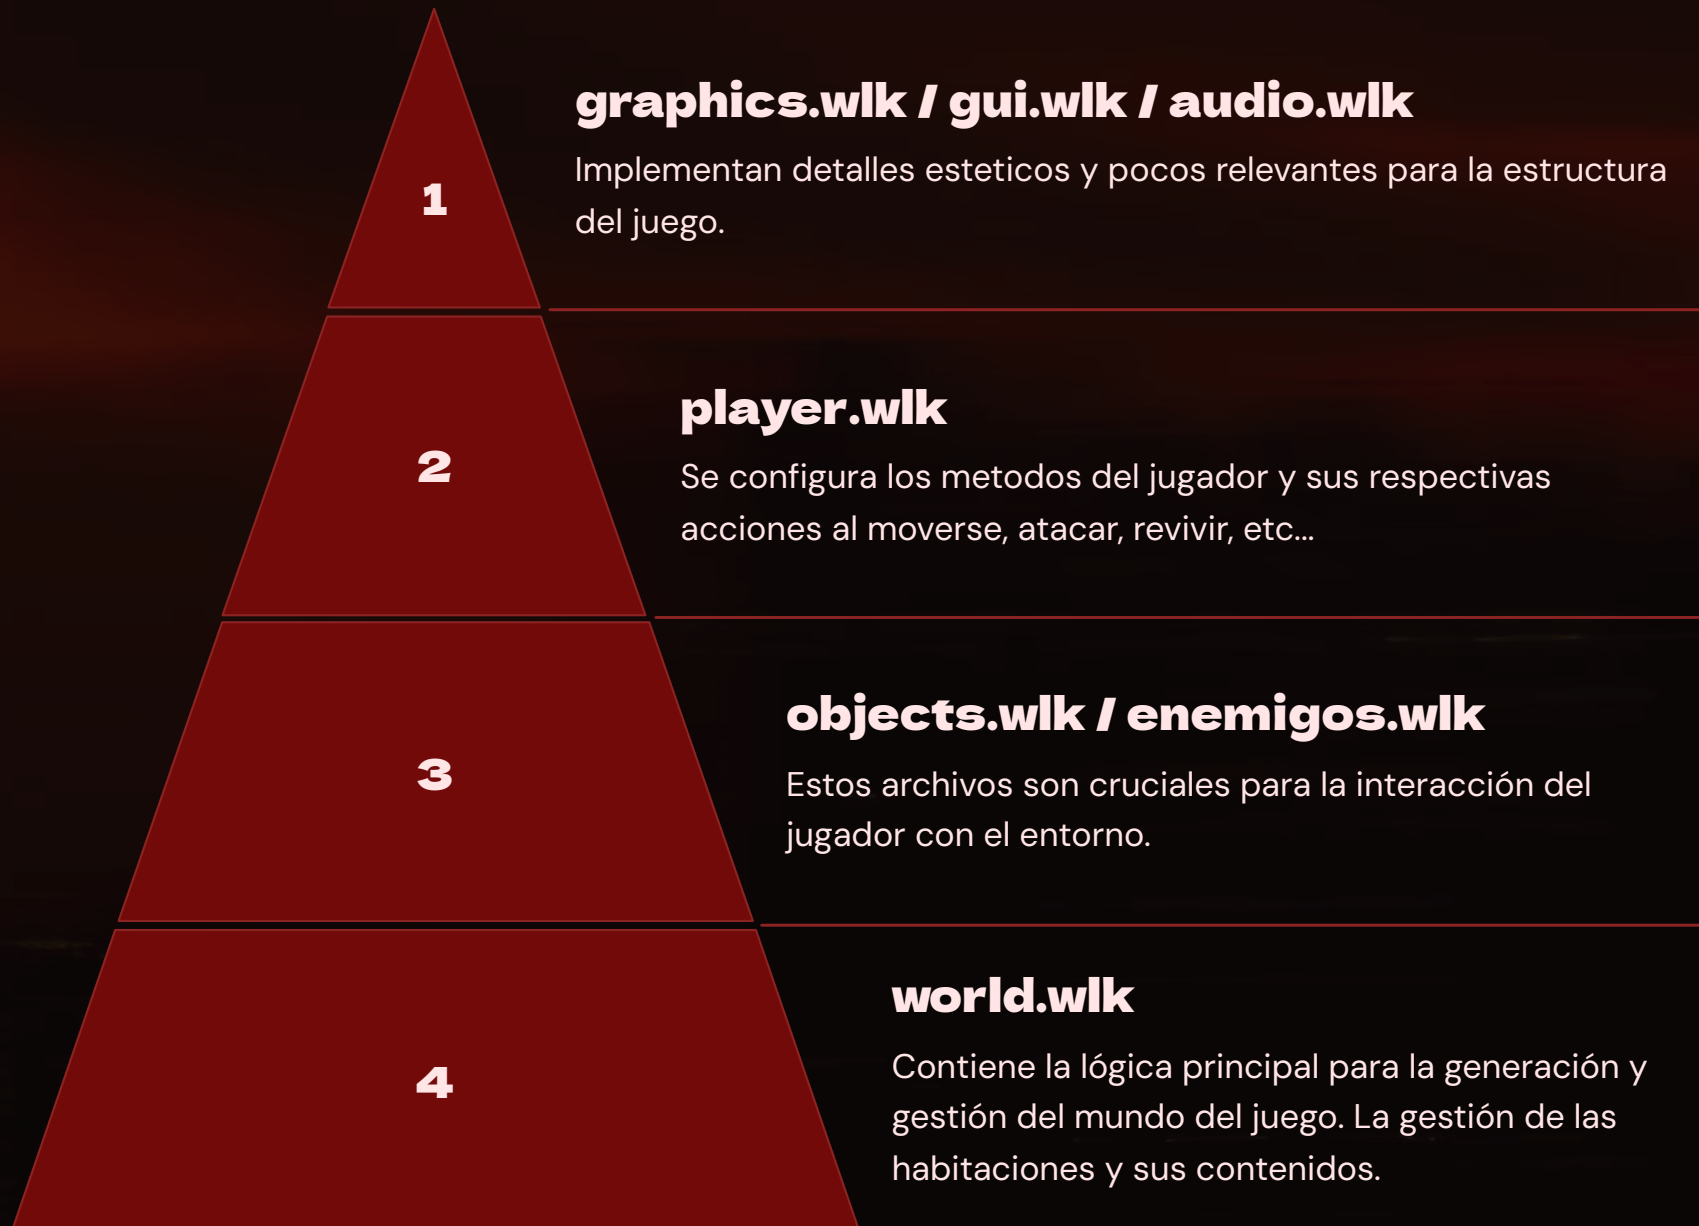 1
graphics.wlk / gui.wlk / audio.wlk
Implementan detalles esteticos y pocos relevantes para la estructura
del juego.
2
player.wlk
Se configura los metodos del jugador y sus respectivas
acciones al moverse, atacar, revivir, etc...
3
objects.wlk / enemigos.wlk
Estos archivos son cruciales para la interacción del
jugador con el entorno.
4
world.wlk
Contiene la lógica principal para la generación y
gestión del mundo del juego. La gestión de las
habitaciones y sus contenidos.